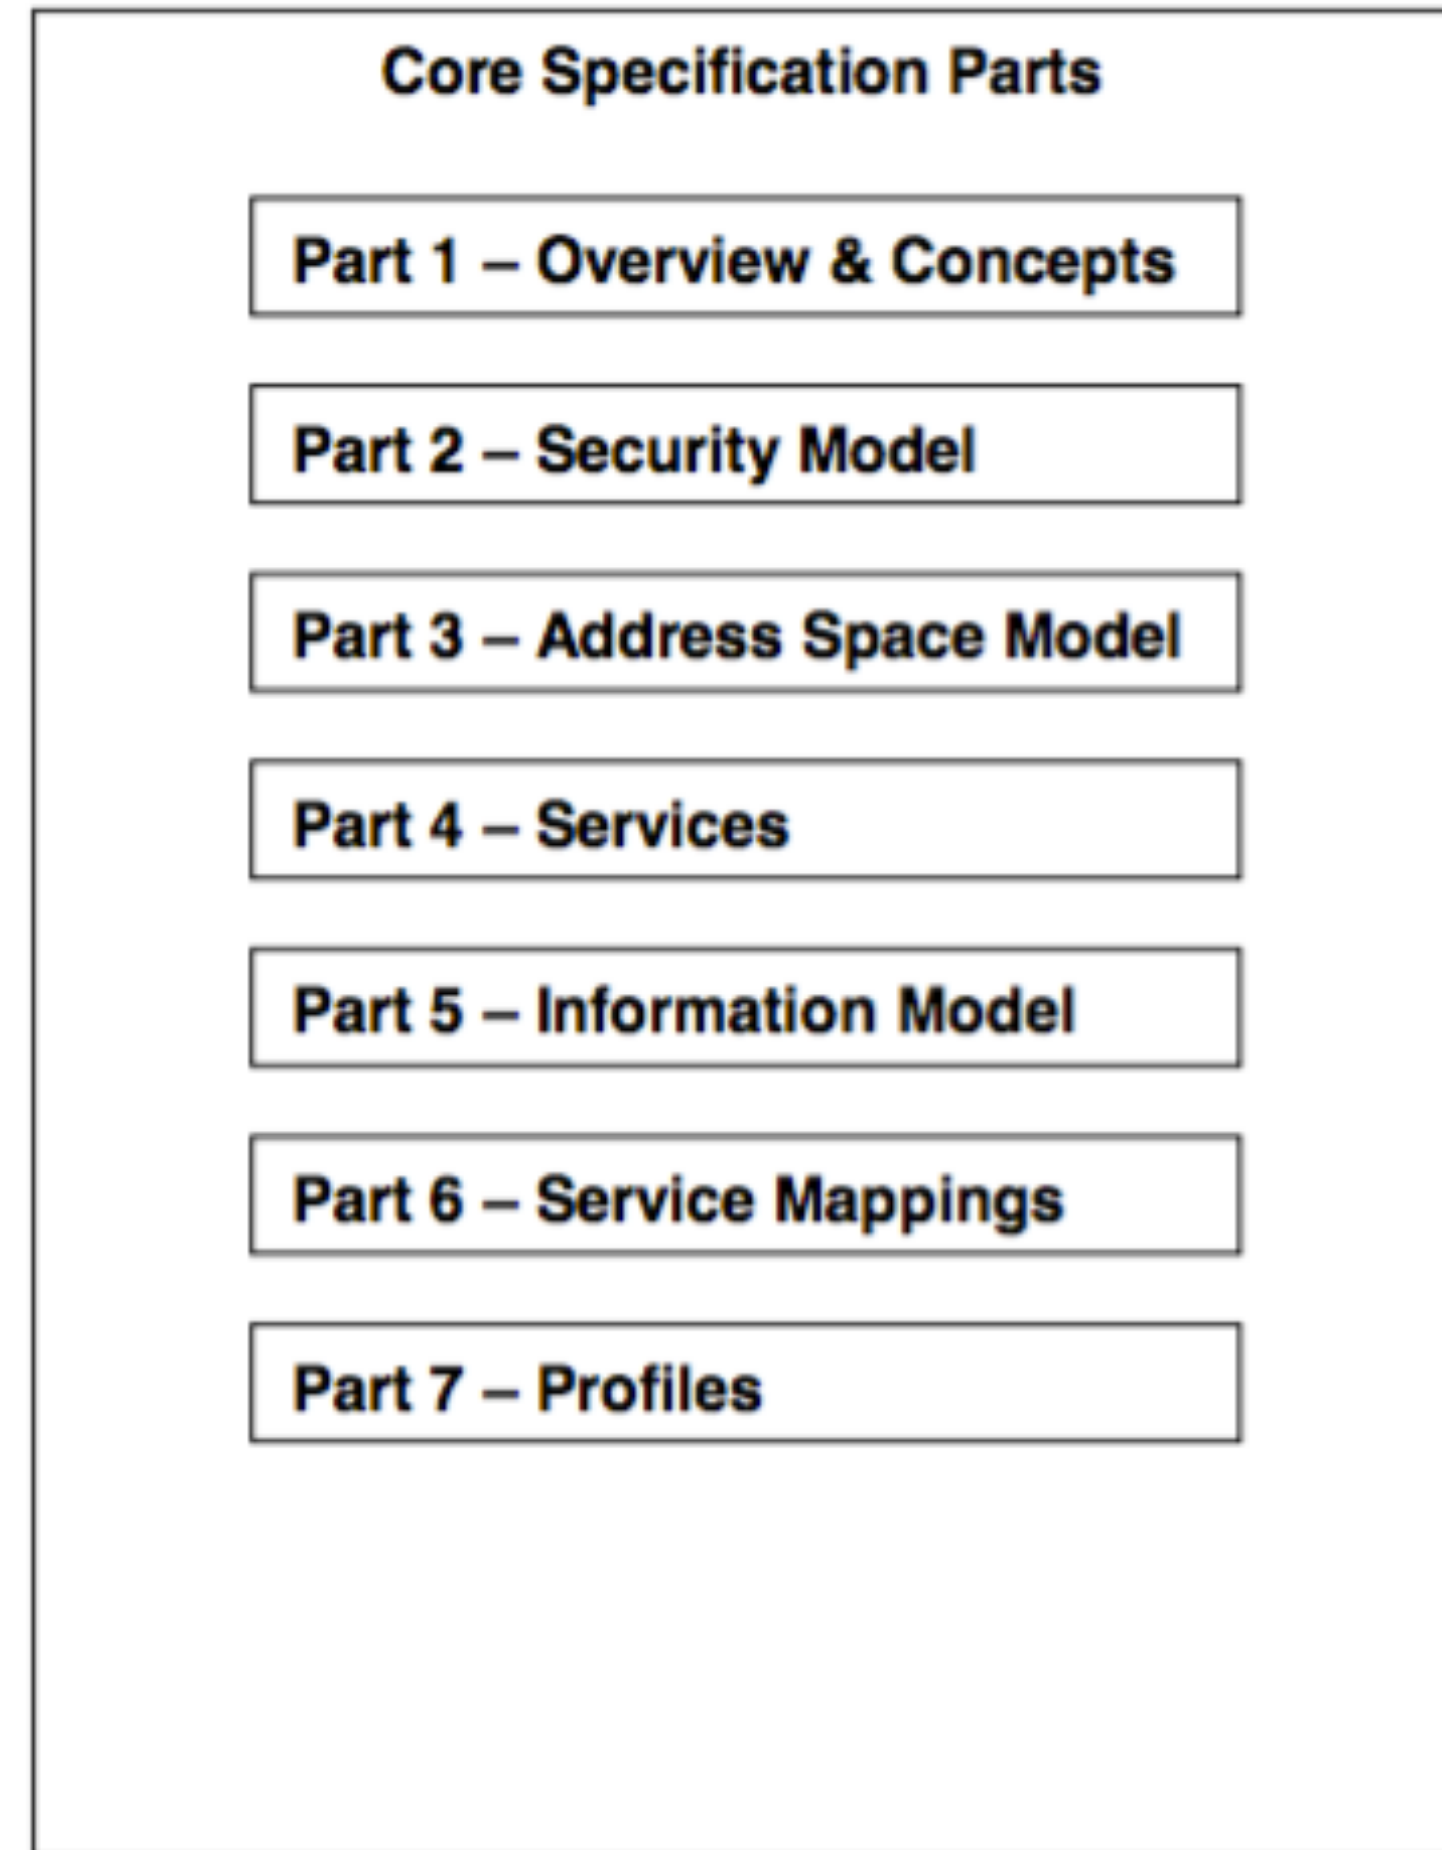 Core Specification Parts
Part 1 – Overview & Concepts
Part 2 – Security Model
Part 3 – Address Space Model
Part 4 – Services
Part 5 – Information Model
Part 6 – Service Mappings
Part 7 – Profiles